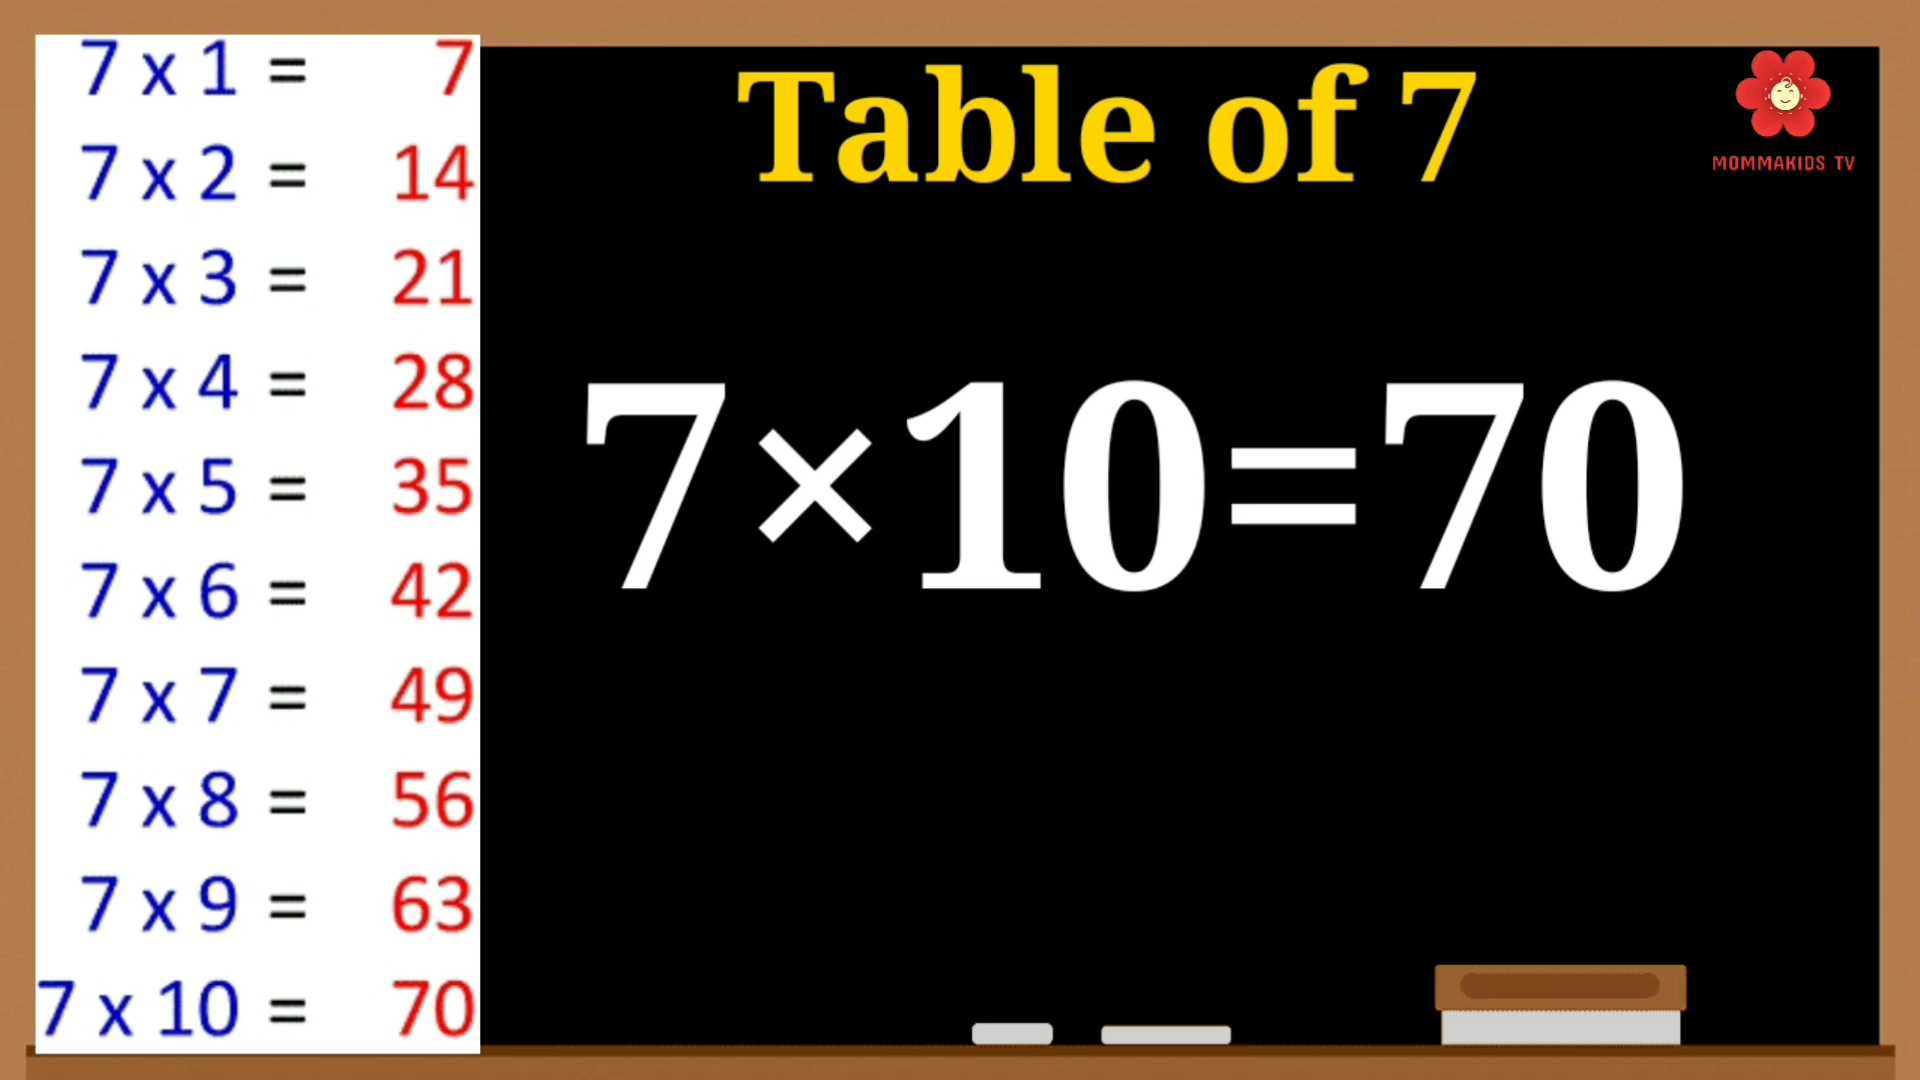 7 x 1 = 7
7 x 2 = 14
7 x 3 = 21
7 x 4 = 28
7 x 5 = 35
7 x 6 = 42
7 x 7 = 49
7 x 8 = 56
7 x 9 = 63
7 x 10 = 70
Table of 7
MOMMAKIDS TV
7×10=70